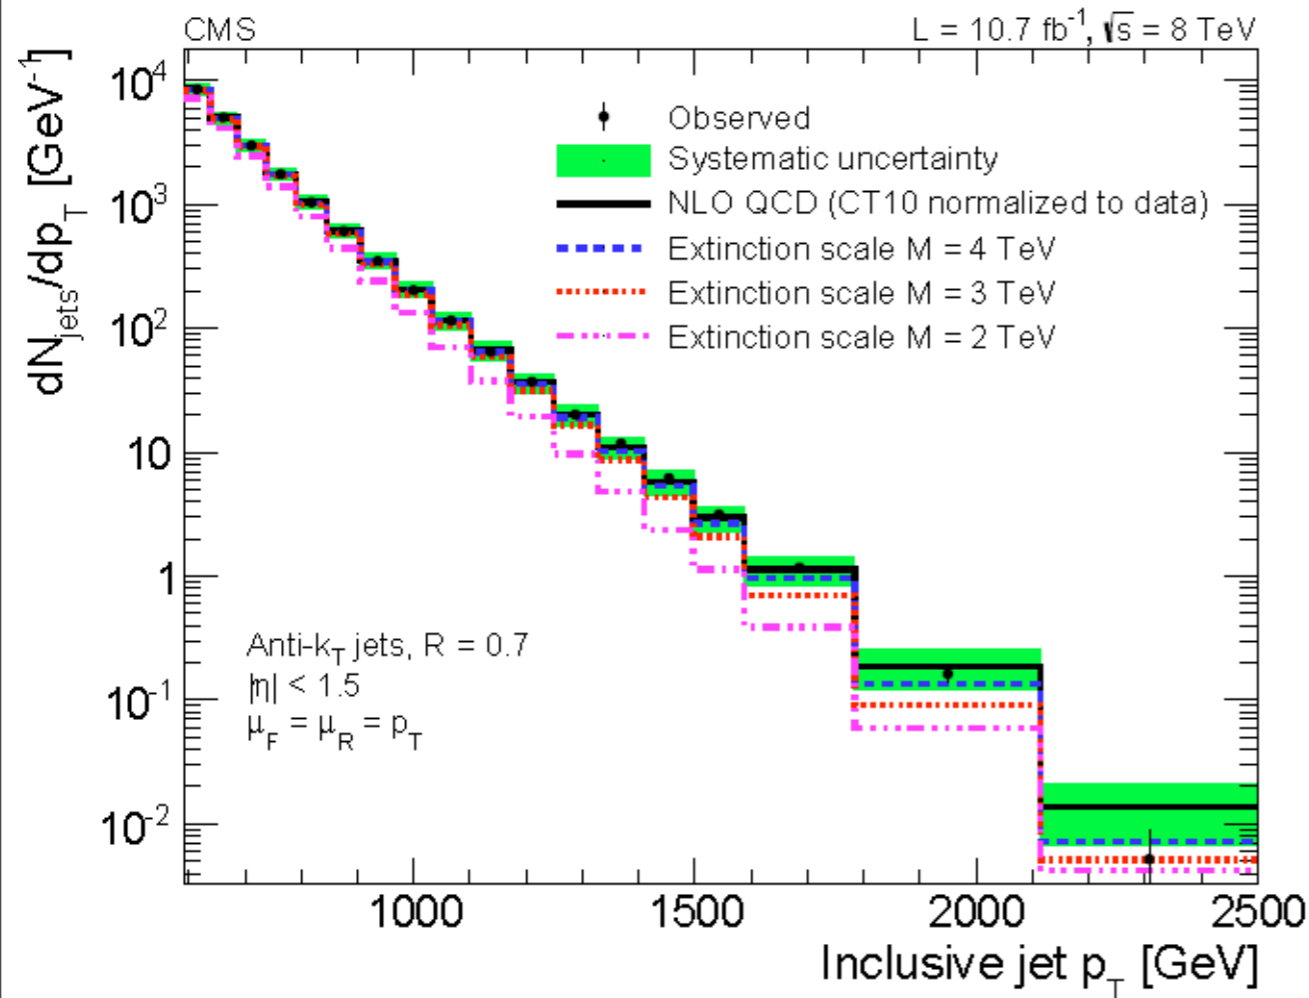 CMS
L = 10.7 fb⁻¹, √s = 8 TeV
dN_jets/dp_T [GeV⁻¹]
10⁴
10³
10²
10
1
10⁻¹
10⁻²
Observed
Systematic uncertainty
NLO QCD (CT10 normalized to data)
Extinction scale M = 4 TeV
Extinction scale M = 3 TeV
Extinction scale M = 2 TeV
Anti-k_T jets, R = 0.7
|η| < 1.5
μ_F = μ_R = p_T
1000 1500 2000 2500
Inclusive jet p_T [GeV]